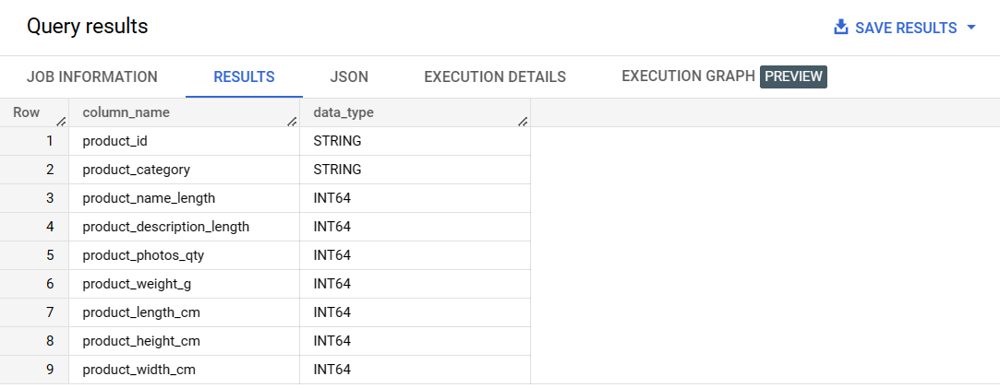 Query results
SAVE RESULTS
JOB INFORMATION RESULTS JSON EXECUTION DETAILS EXECUTION GRAPH PREVIEW
Row column_name data_type
1 product_id STRING
2 product_category STRING
3 product_name_length INT64
4 product_description_length INT64
5 product_photos_qty INT64
6 product_weight_g INT64
7 product_length_cm INT64
8 product_height_cm INT64
9 product_width_cm INT64